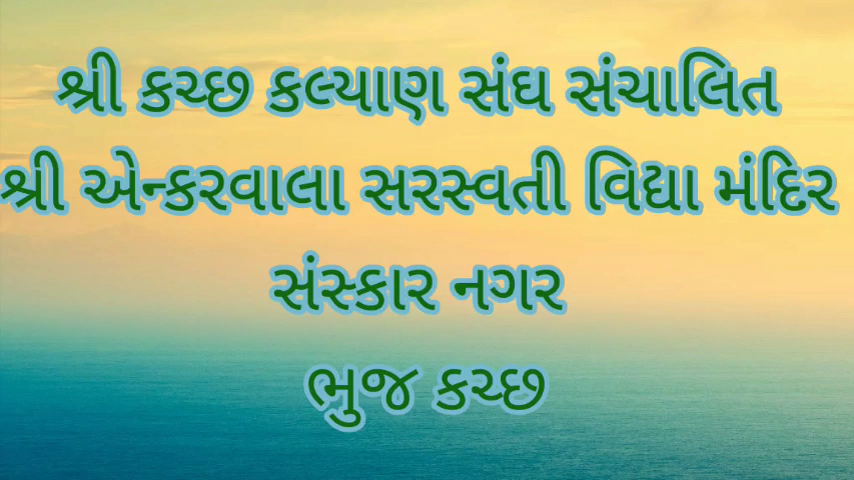 શ્રી કચ્છ કલ્યાણ સંઘ સંચાલિત
શ્રી એન્કરવાલા સરસ્વતી વિદ્યા મંદિર
સંસ્કાર નગર
ભુજ કચ્છ